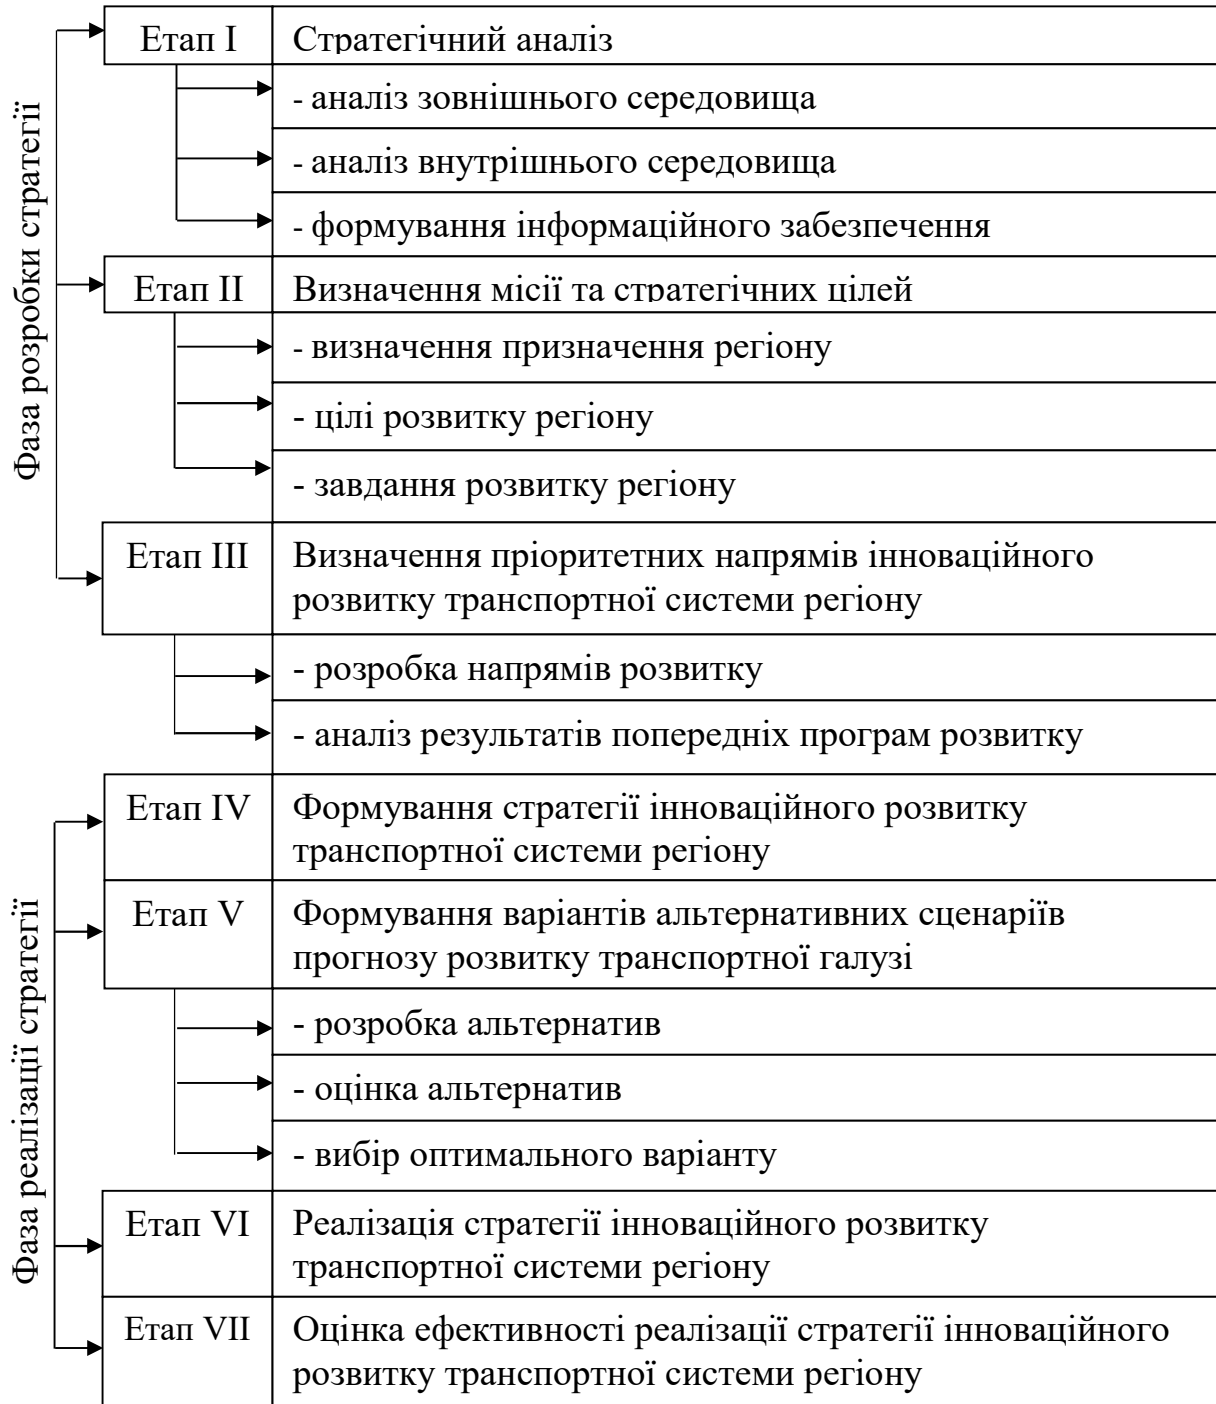 Фаза розробки стратегії
Етап I Стратегічний аналіз
- аналіз зовнішнього середовища
- аналіз внутрішнього середовища
- формування інформаційного забезпечення
Етап II Визначення місії та стратегічних цілей
- визначення призначення регіону
- цілі розвитку регіону
- завдання розвитку регіону
Етап III Визначення пріоритетних напрямів інноваційного
розвитку транспортної системи регіону
- розробка напрямів розвитку
- аналіз результатів попередніх програм розвитку
Фаза реалізації стратегії
Етап IV Формування стратегії інноваційного розвитку
транспортної системи регіону
Етап V Формування варіантів альтернативних сценаріїв
прогнозу розвитку транспортної галузі
- розробка альтернатив
- оцінка альтернатив
- вибір оптимального варіанту
Етап VI Реалізація стратегії інноваційного розвитку
транспортної системи регіону
Етап VII Оцінка ефективності реалізації стратегії інноваційного
розвитку транспортної системи регіону